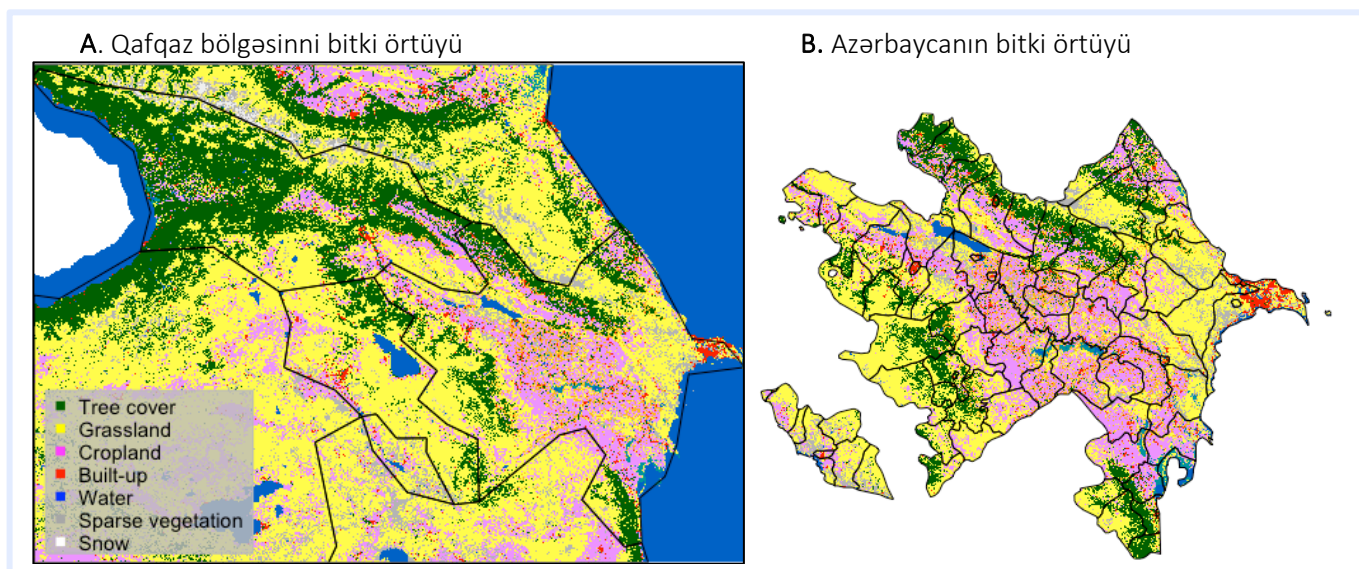 A. Qafqaz bölgəsinni bitki örtüyü
B. Azərbaycanın bitki örtüyü
Tree cover
Grassland
Cropland
Built-up
Water
Sparse vegetation
Snow